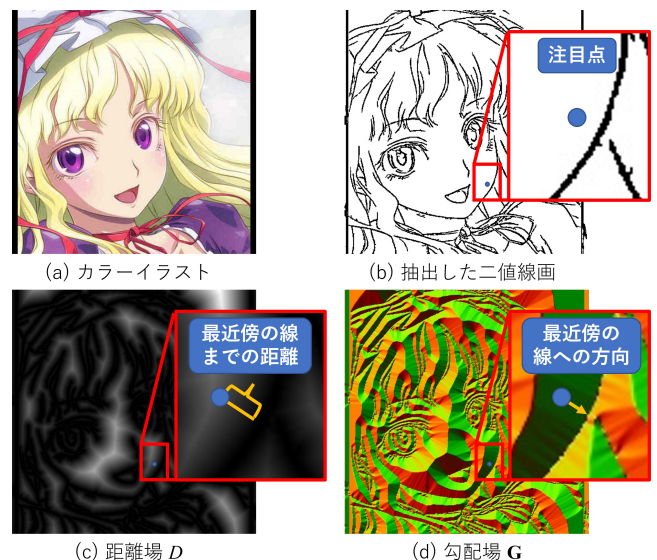 注目点
(a) カラーイラスト
(b) 抽出した二値線画
最近傍の線
までの距離
最近傍の
線への方向
(c) 距離場 D
(d) 勾配場 G